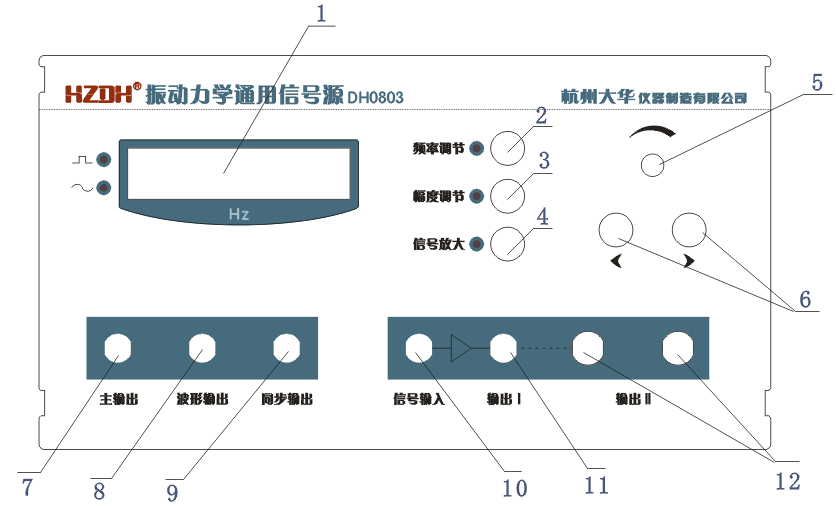 1
HZDH® 振动力学通用信号源 DH0803 杭州大华仪器制造有限公司
5
频率调节 2
幅度调节 3
信号放大 4
Hz
6
主输出 波形输出 同步输出 信号输入 输出 I 输出 II
7 8 9 10 11 12